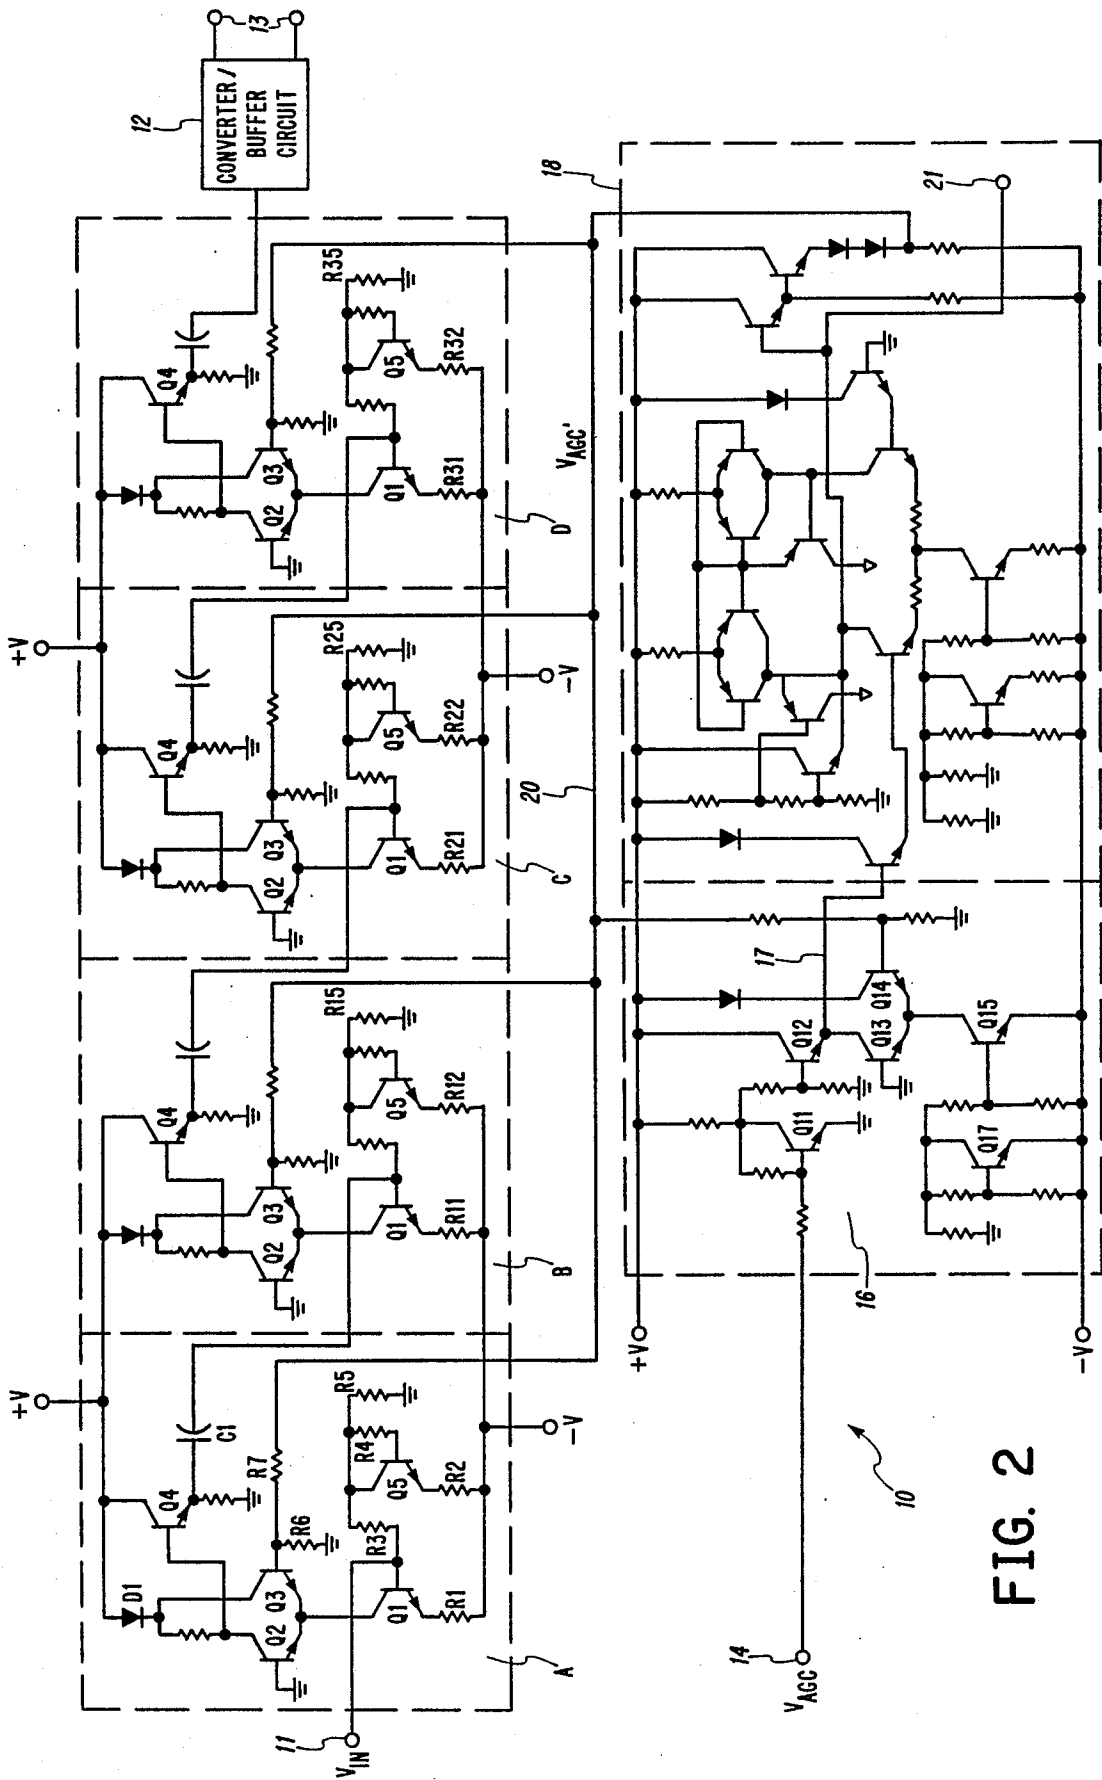 +V
+V
13
12
CONVERTER/
BUFFER
CIRCUIT
D1
Q4
C1
Q2
Q3
R7
R6
R5
R4
R3
Q5
Q1
R1
R2
11
VIN
A
-V
Q4
Q2
Q3
R15
Q5
Q1
R11
R12
B
Q4
Q2
Q3
R25
Q5
Q1
R21
R22
C
-V
Q4
Q2
Q3
R35
Q5
Q1
R31
R32
D
20
VAGC'
18
21
+V
17
Q12
Q11
Q14
Q13
Q15
Q17
16
14
VAGC
-V
10
FIG. 2